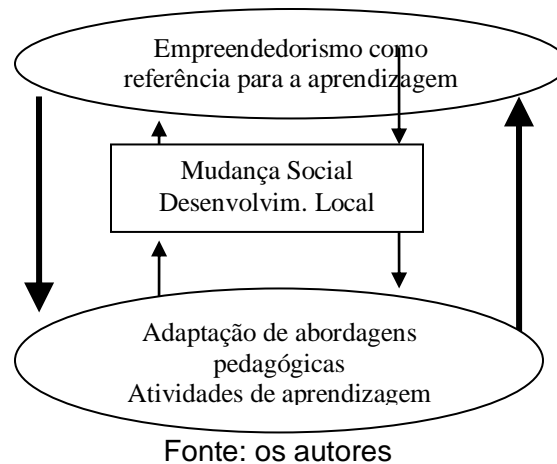 Empreendedorismo como
referência para a aprendizagem
Mudança Social
Desenvolvim. Local
Adaptação de abordagens
pedagógicas
Atividades de aprendizagem
Fonte: os autores